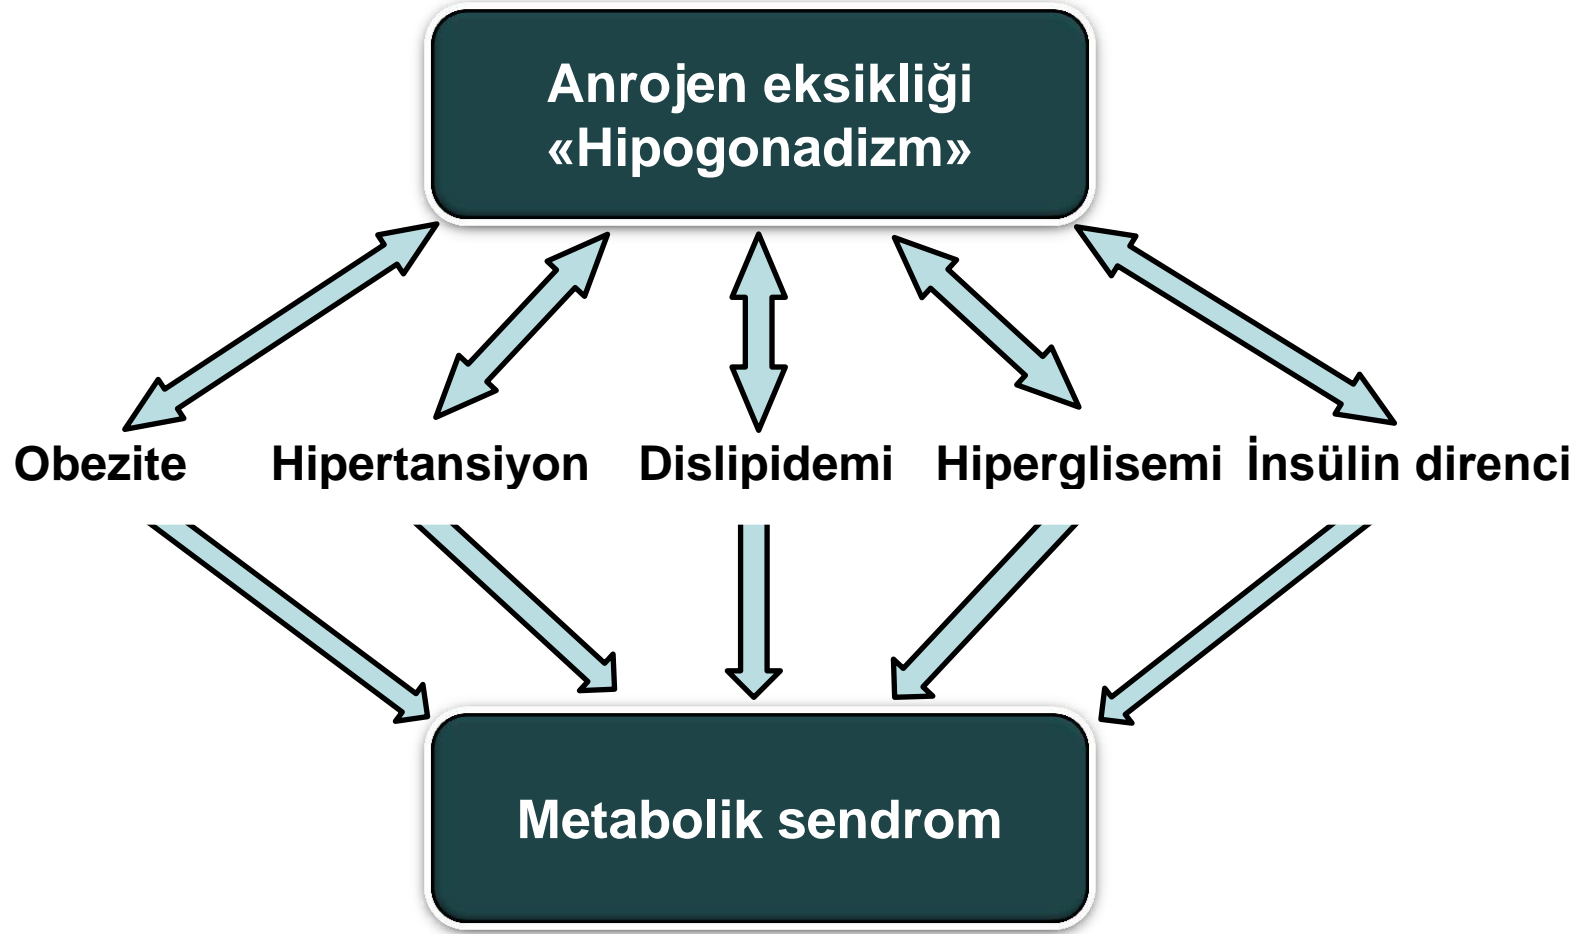 Anrojen eksikliği
«Hipogonadizm»
Obezite Hipertansiyon Dislipidemi Hiperglisemi İnsülin direnci
Metabolik sendrom